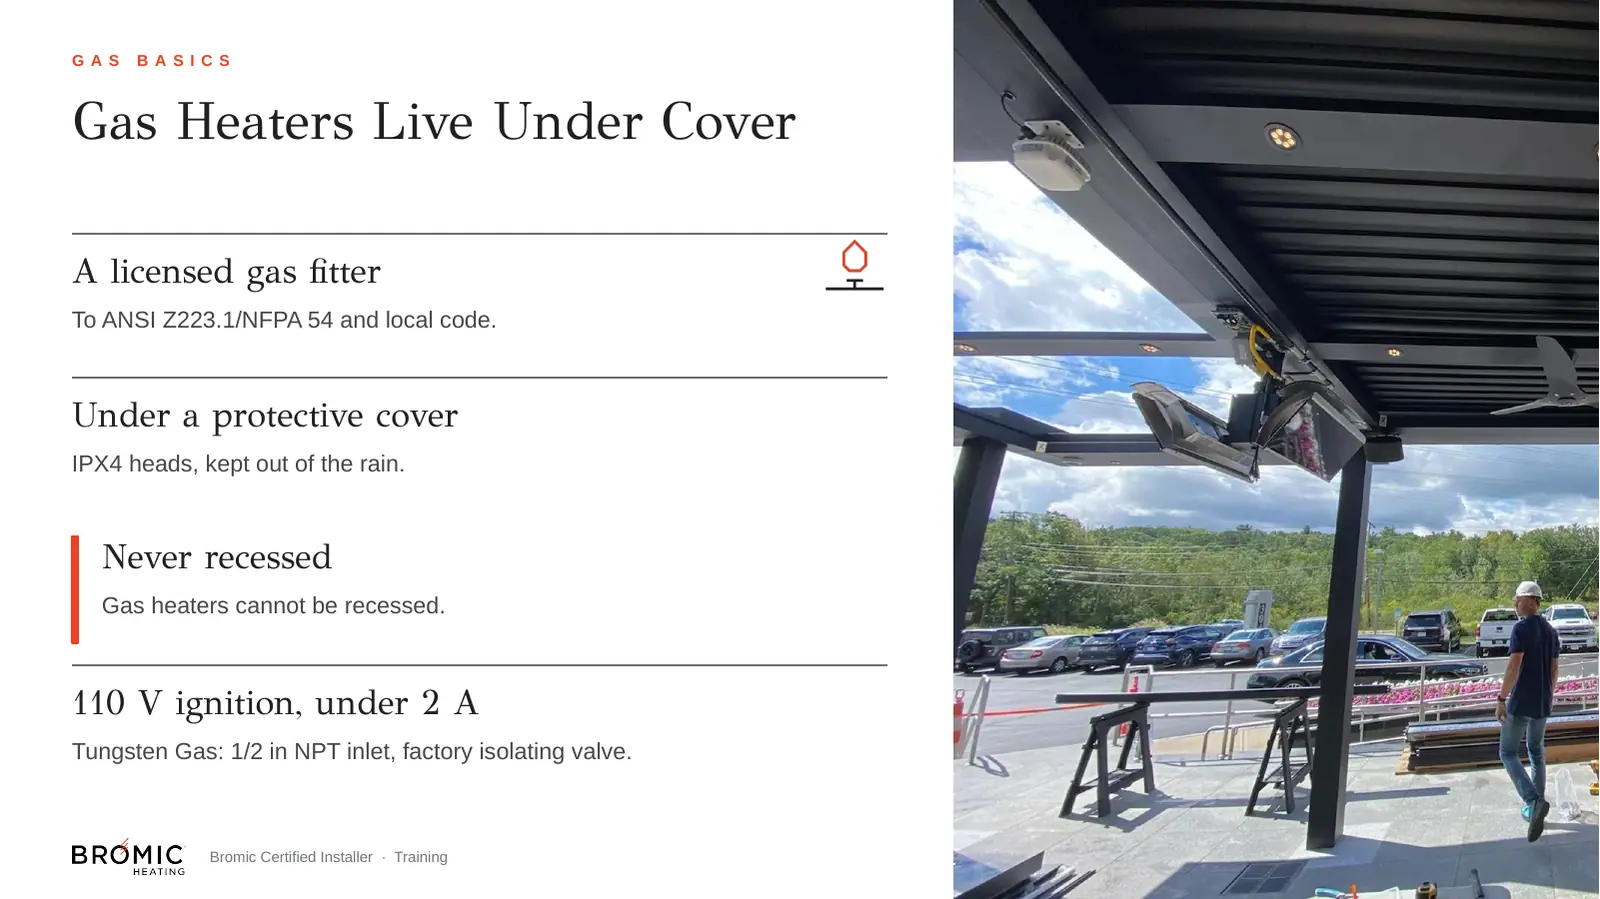 GAS BASICS
Gas Heaters Live Under Cover
A licensed gas fitter
To ANSI Z223.1/NFPA 54 and local code.
Under a protective cover
IPX4 heads, kept out of the rain.
Never recessed
Gas heaters cannot be recessed.
110 V ignition, under 2 A
Tungsten Gas: 1/2 in NPT inlet, factory isolating valve.
BROMIC
HEATING
Bromic Certified Installer · Training